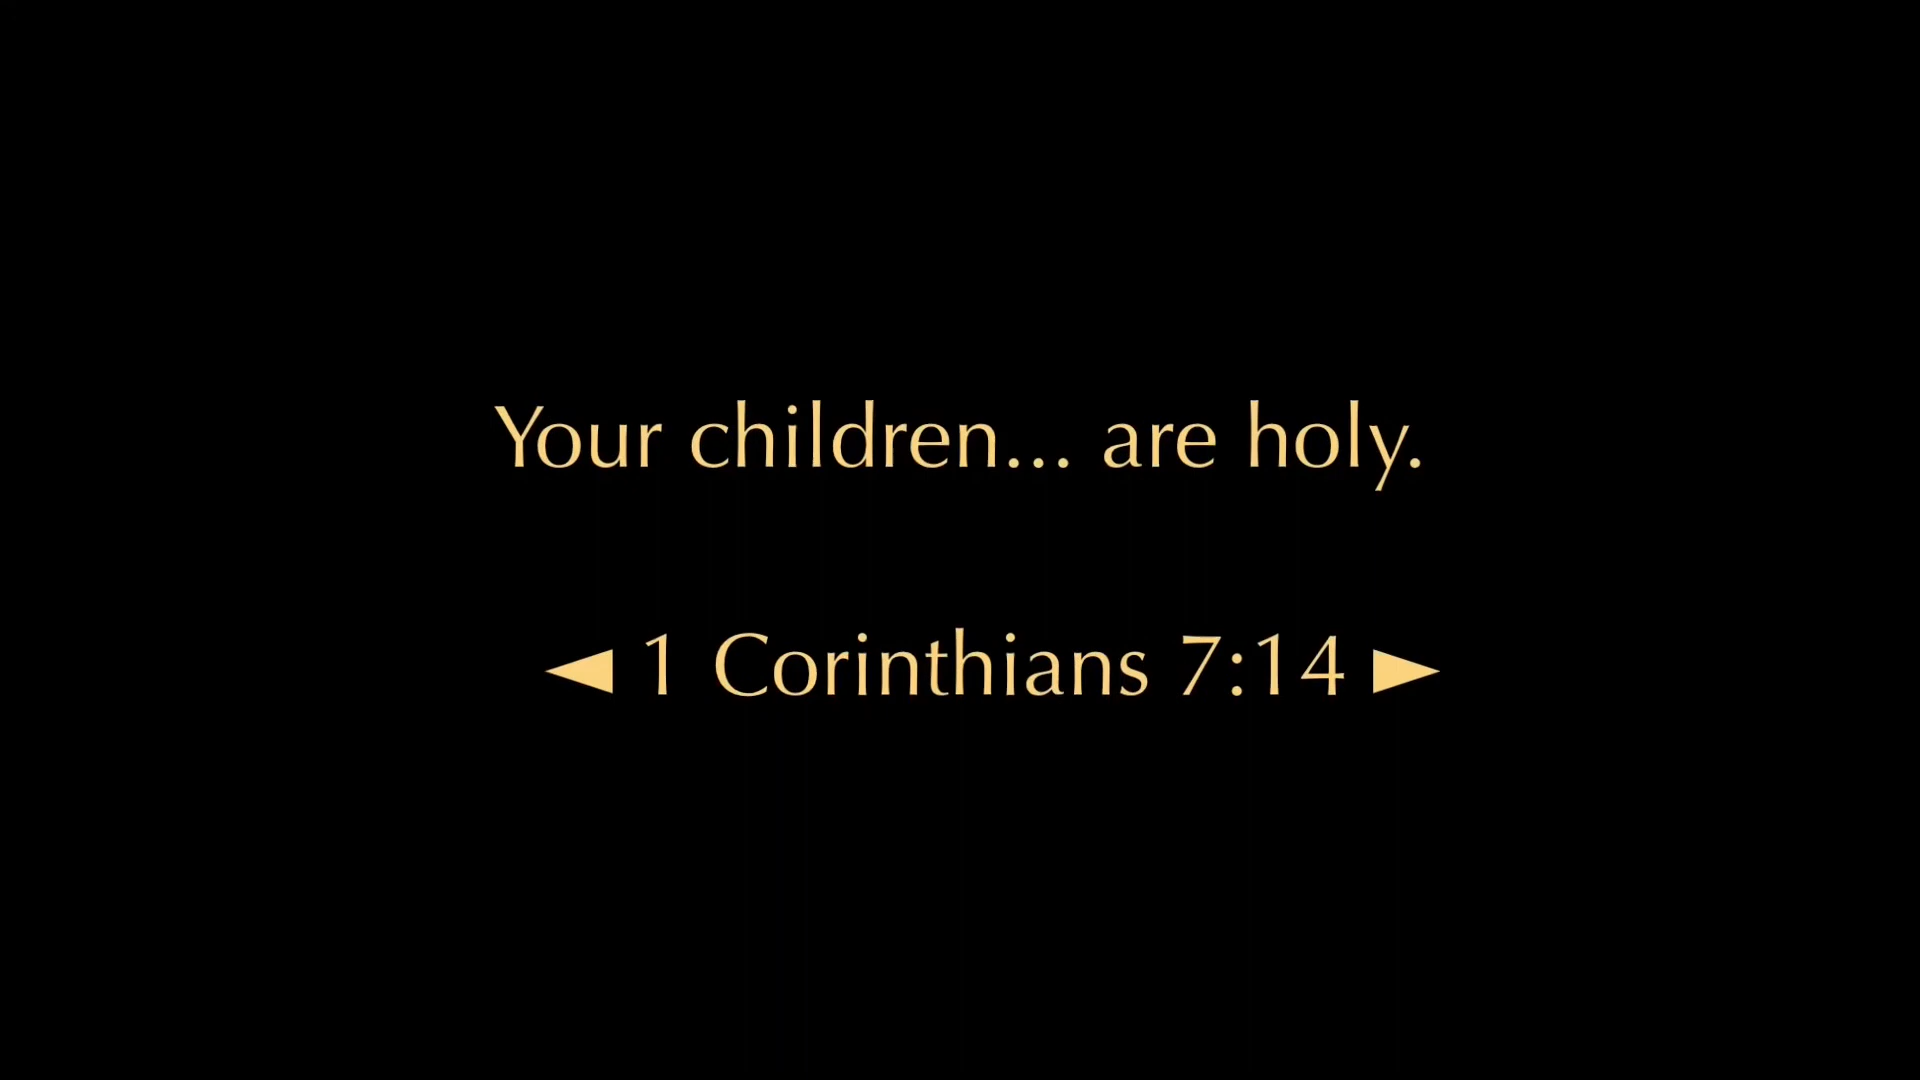 Your children... are holy.
◄ 1 Corinthians 7:14 ►